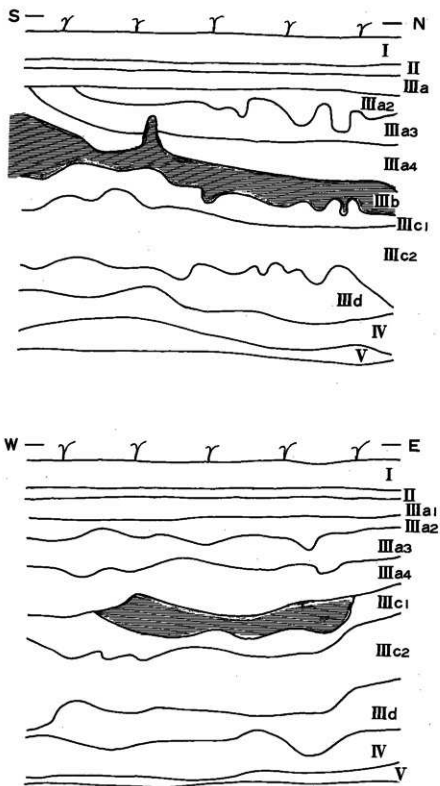 S N
I
II
IIIa
IIIa2
IIIa3
IIIa4
IIIb
IIIc1
IIIc2
IIId
IV
V
W E
I
II
IIIa1
IIIa2
IIIa3
IIIa4
IIIc1
IIIc2
IIId
IV
V